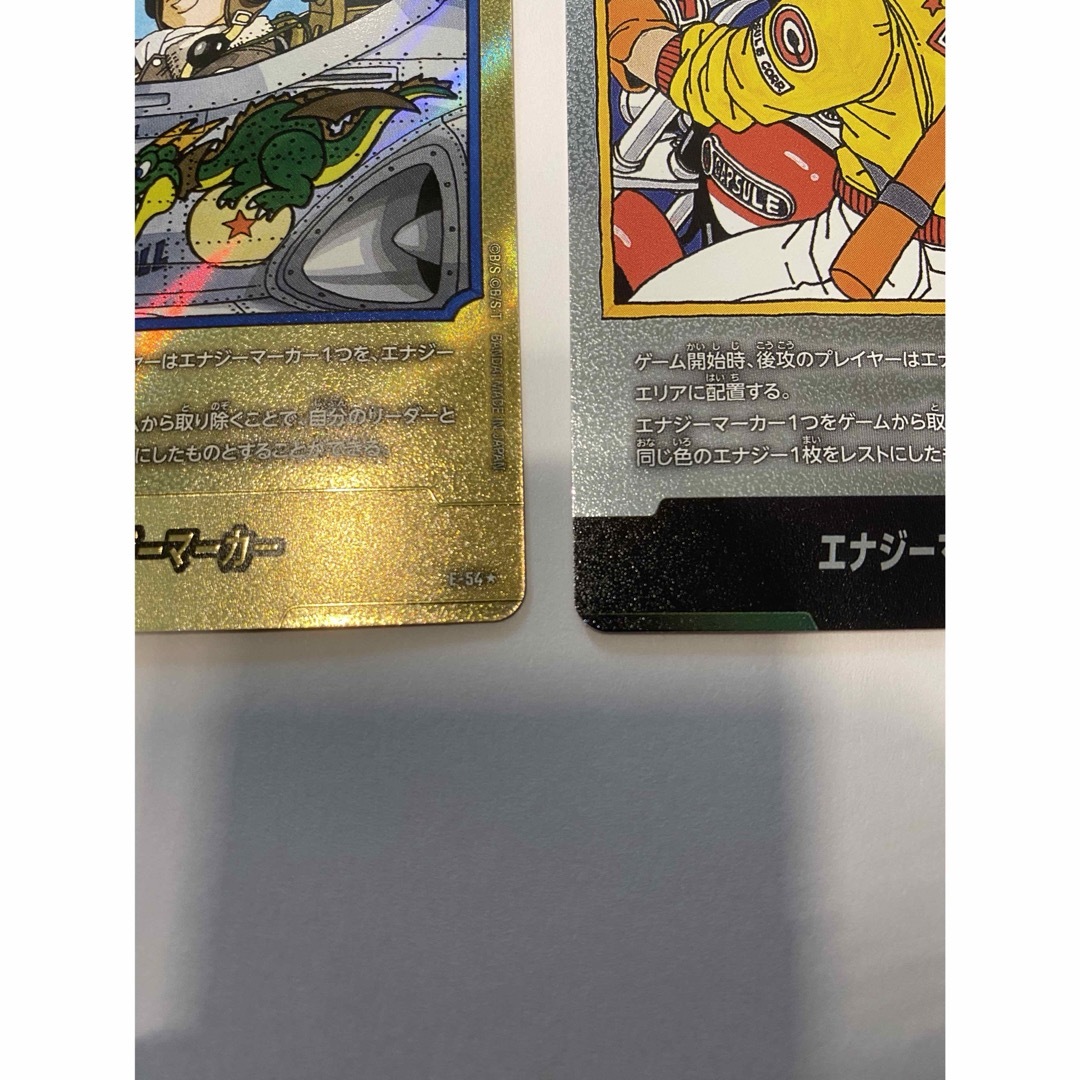 ヤーはエナジーマーカー1つを、エナジー
から取り除くことで、自分のリーダーと
にしたものとすることができる。
ーマーカー
E-54★
©B/S ©B/S T BANDAI MADE IN JAPAN
CAPSULE
ゲーム開始時、後攻のプレイヤーはエナ
エリアに配置する。
エナジーマーカー1つをゲームから取
同じ色のエナジー1枚をレストにしたも
エナジーマ